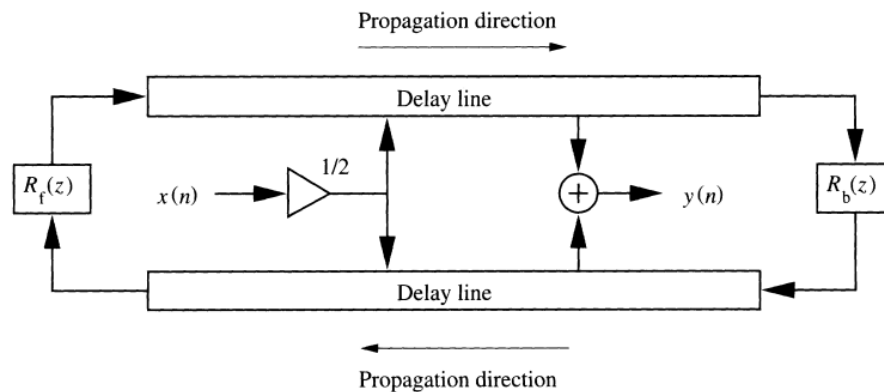 Propagation direction
Delay line
1/2
R_f(z)
x(n)
+
y(n)
R_b(z)
Delay line
Propagation direction